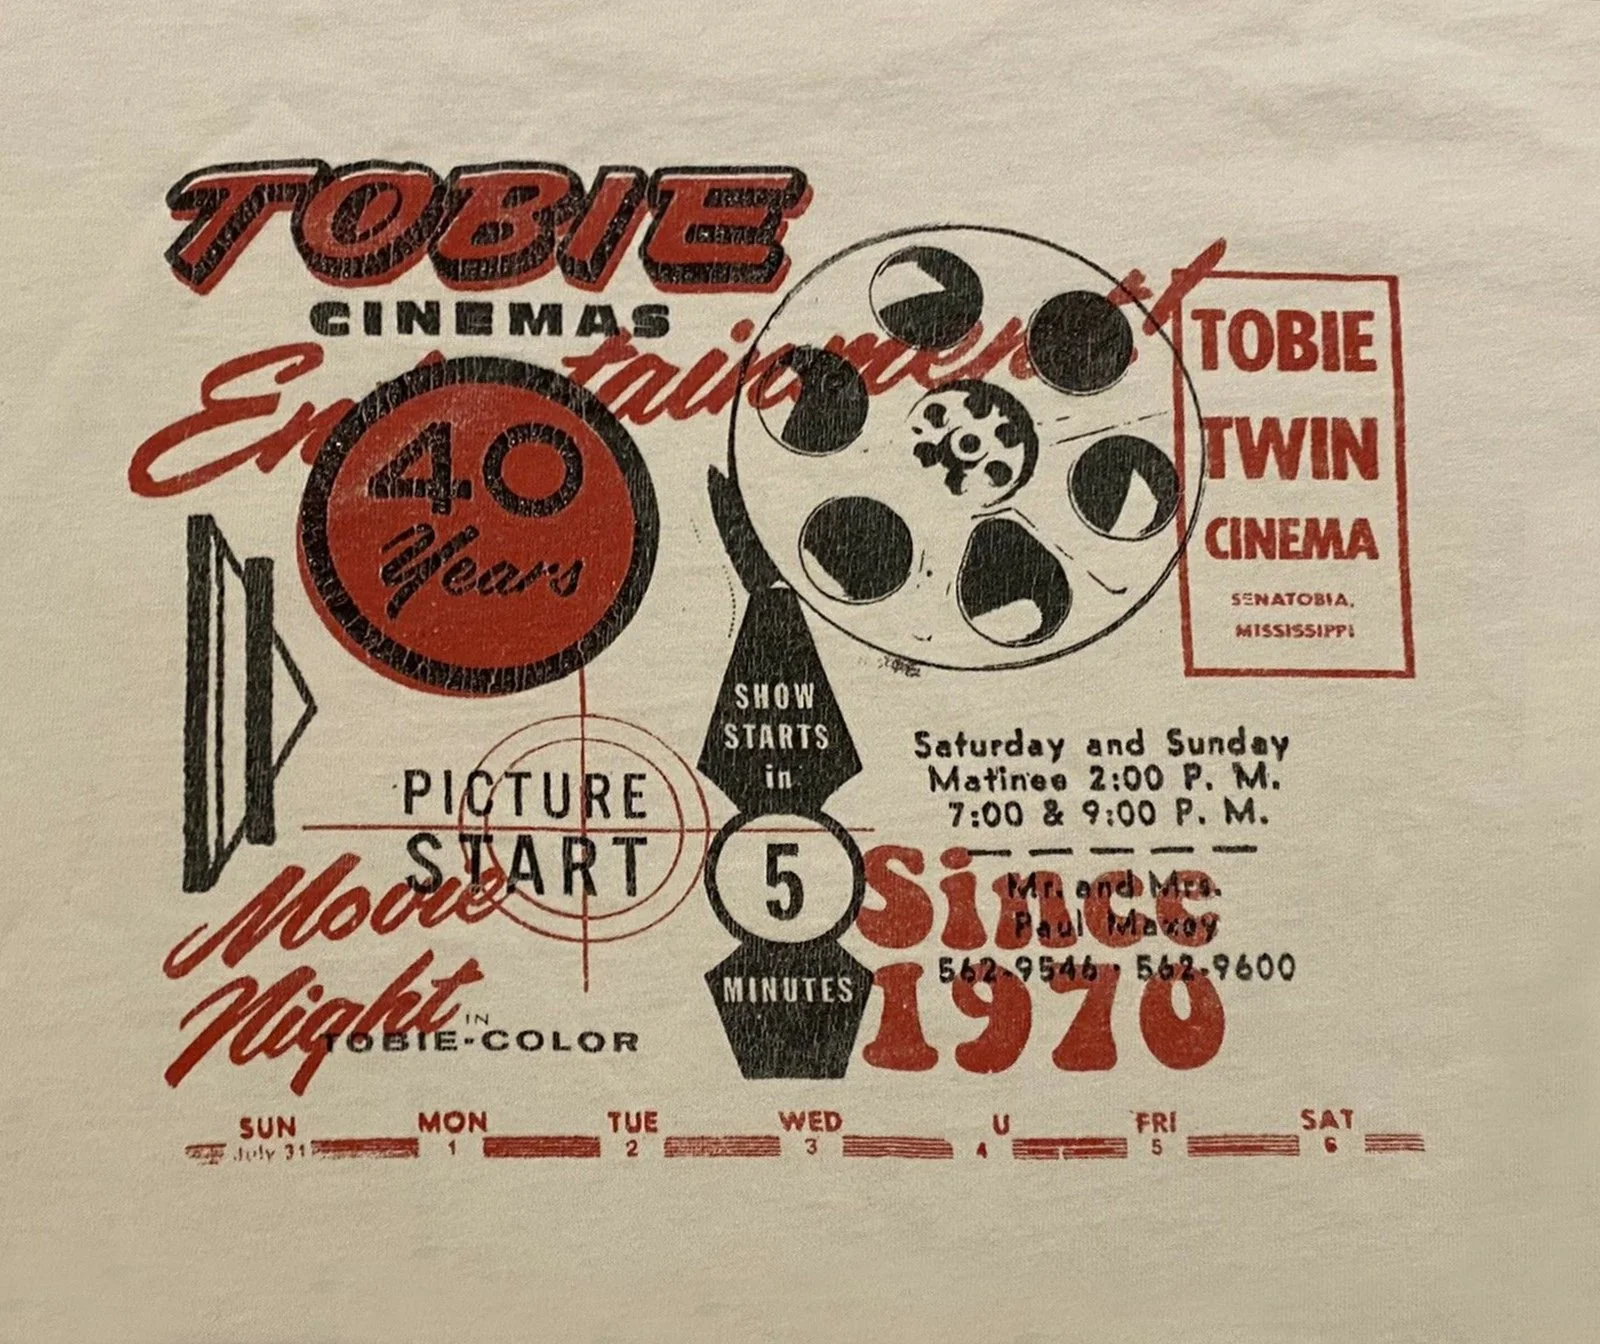 TOBIE
CINEMAS
Entertainment
40
Years
TOBIE
TWIN
CINEMA
SENATOBIA,
MISSISSIPPI
SHOW
STARTS
in
5
MINUTES
PICTURE
START
Saturday and Sunday
Matinee 2:00 P. M.
7:00 & 9:00 P. M.
Mr. and Mrs.
Paul Maxey
562-9546 · 562-9600
Since
1970
Movie
Night
IN
TOBIE-COLOR
SUN MON TUE WED U FRI SAT
July 31 1 2 3 4 5 6